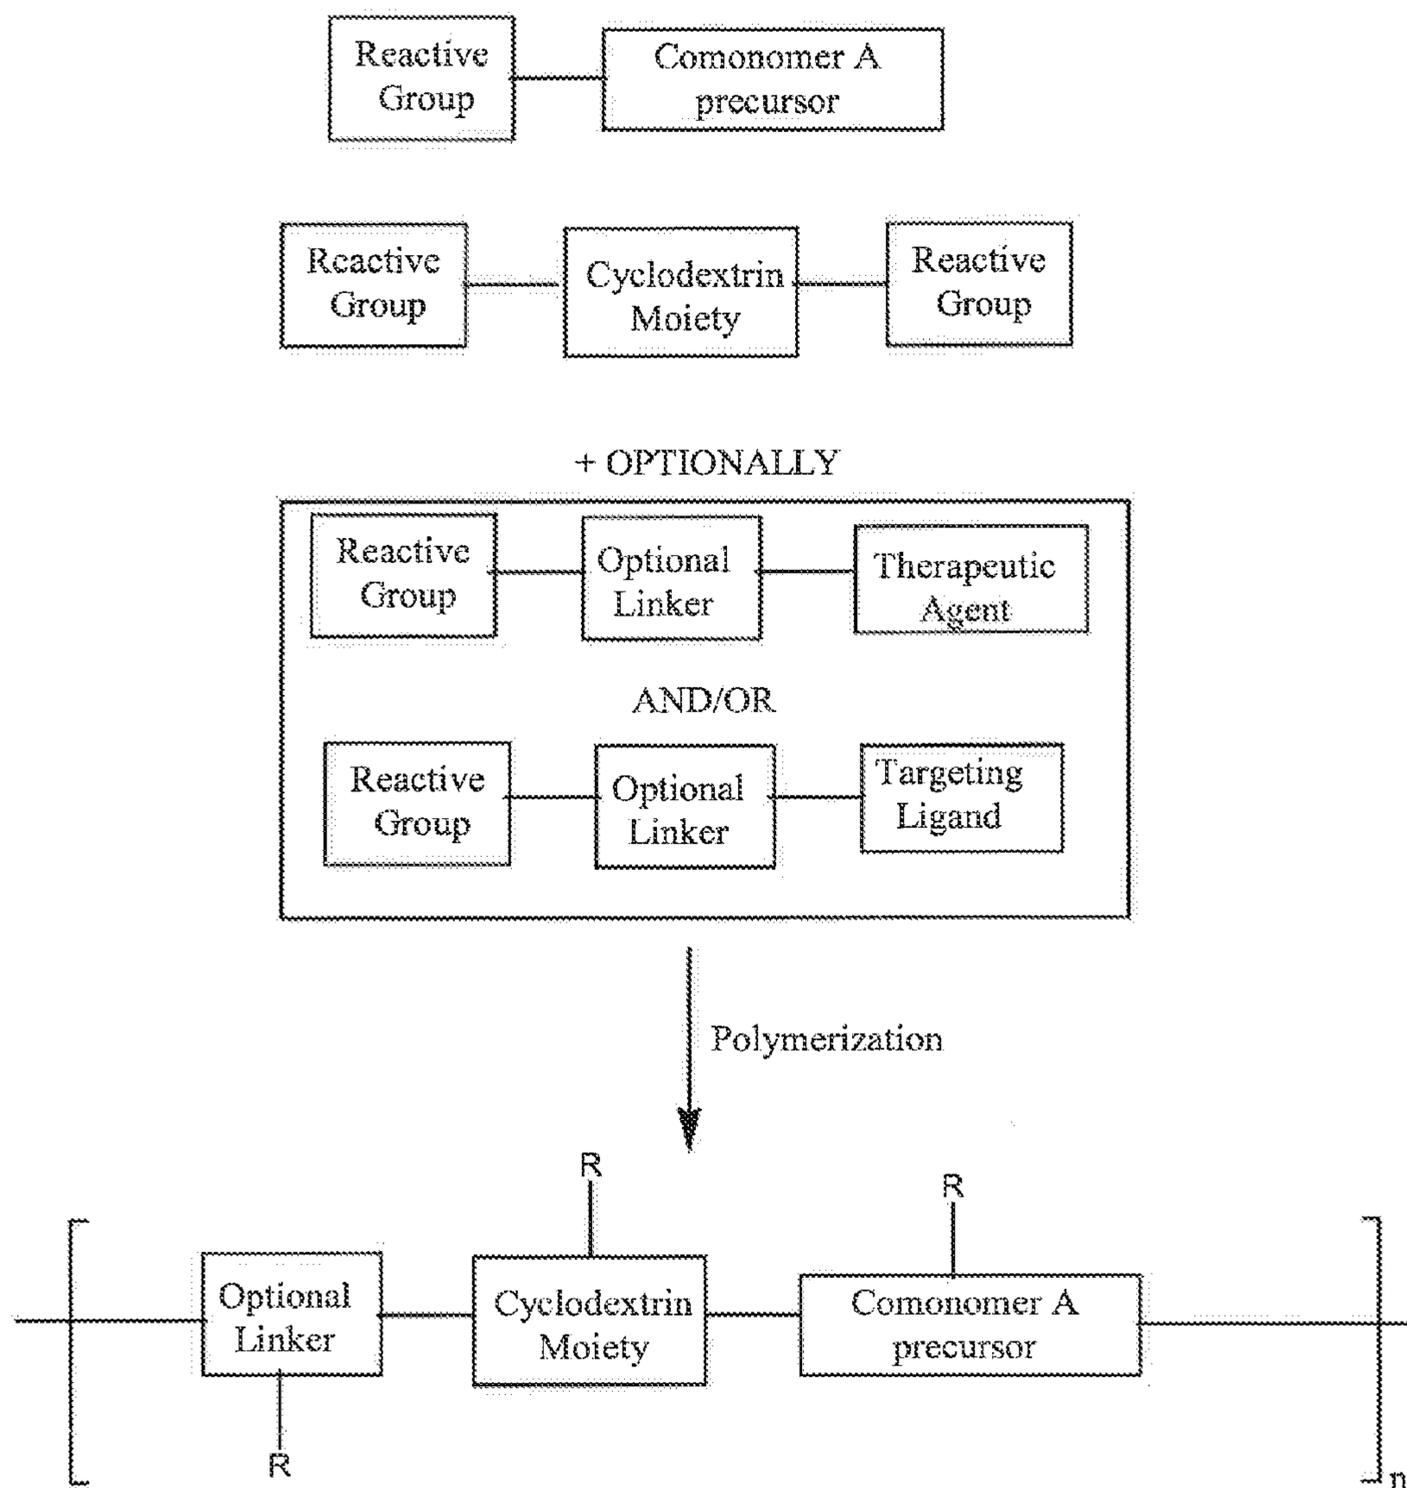 Reactive
Group
Comonomer A
precursor
Reactive
Group
Cyclodextrin
Moiety
Reactive
Group
+ OPTIONALLY
Reactive
Group
Optional
Linker
Therapeutic
Agent
AND/OR
Reactive
Group
Optional
Linker
Targeting
Ligand
Polymerization
R
R
Optional
Linker
Cyclodextrin
Moiety
Comonomer A
precursor
R
n